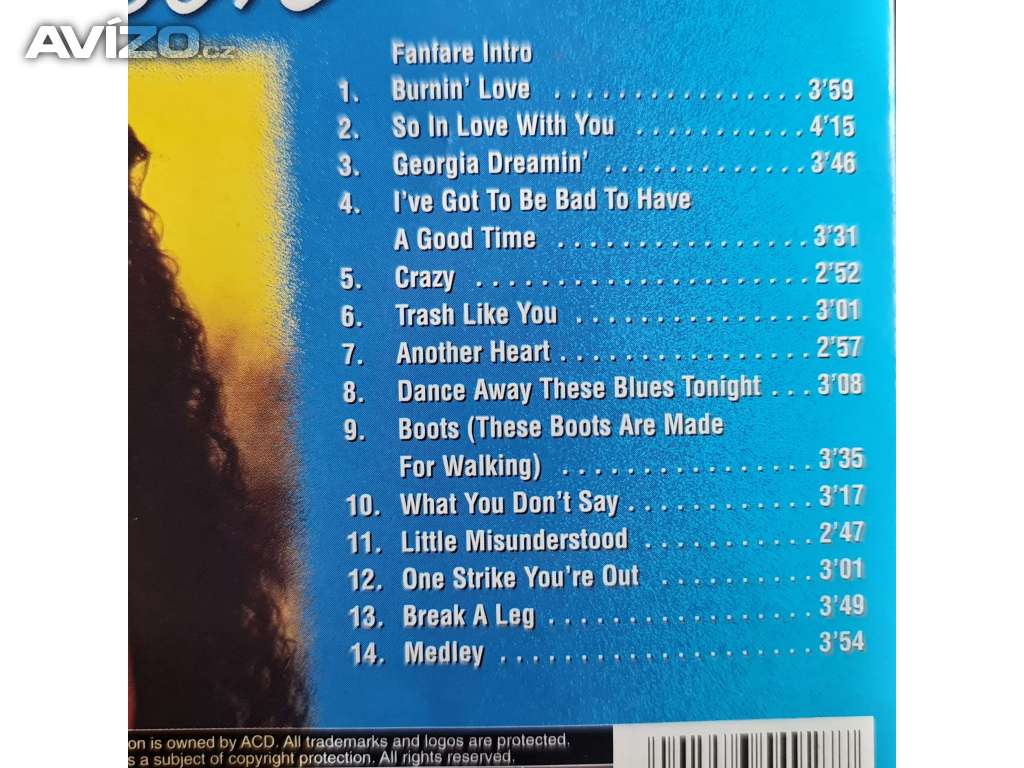 AVÍZO.cz
Fanfare Intro
1. Burnin' Love ................ 3'59
2. So In Love With You ........... 4'15
3. Georgia Dreamin' ............. 3'46
4. I've Got To Be Bad To Have
A Good Time ................ 3'31
5. Crazy ..................... 2'52
6. Trash Like You ............... 3'01
7. Another Heart ................ 2'57
8. Dance Away These Blues Tonight ... 3'08
9. Boots (These Boots Are Made
For Walking) ................ 3'35
10. What You Don't Say ............ 3'17
11. Little Misunderstood ........... 2'47
12. One Strike You're Out .......... 3'01
13. Break A Leg ................. 3'49
14. Medley .................... 3'54
on is owned by ACD. All trademarks and logos are protected.
s a subject of copyright protection. All rights reserved.